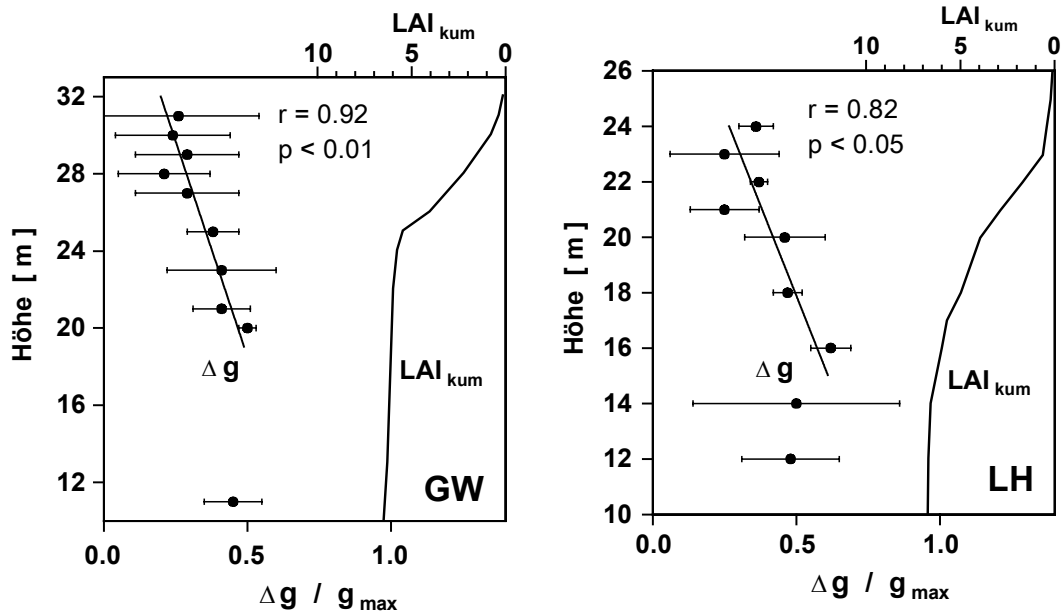 LAI kum
10 5 0
32
28
24
20
16
12
Höhe [ m ]
r = 0.92
p < 0.01
Δ g
LAI kum
GW
0.0 0.5 1.0
Δ g / g max
LAI kum
10 5 0
26
24
22
20
18
16
14
12
10
Höhe [ m ]
r = 0.82
p < 0.05
Δ g
LAI kum
LH
0.0 0.5 1.0
Δ g / g max